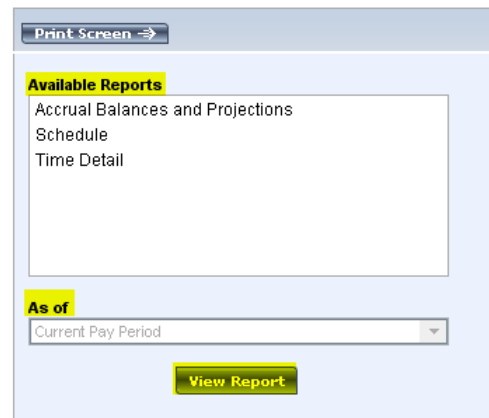 Print Screen
Available Reports
Accrual Balances and Projections
Schedule
Time Detail
As of
Current Pay Period
View Report